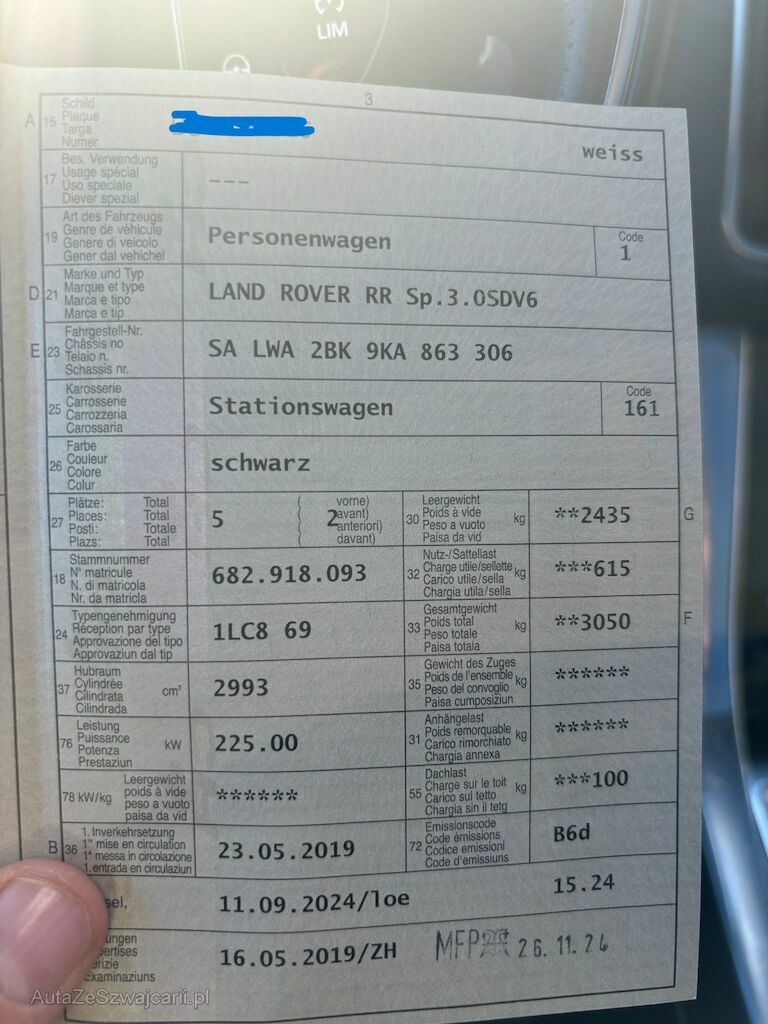 LIM
3
A 15 Schild
Plaque
Targa
Numer
weiss
17 Bes. Verwendung
Usage spécial
Uso speciale
Diever spezial
---
19 Art des Fahrzeugs
Genre de véhicule
Genere di veicolo
Gener dal vehichel
Personenwagen
Code
1
D 21 Marke und Typ
Marque et type
Marca e tipo
Marca e tip
LAND ROVER RR Sp.3.0SDV6
E 23 Fahrgestell-Nr.
Châssis no
Telaio n.
Schassis nr.
SA LWA 2BK 9KA 863 306
25 Karosserie
Carrosserie
Carrozzeria
Carossaria
Stationswagen
Code
161
26 Farbe
Couleur
Colore
Colur
schwarz
27 Plätze: Total
Places: Total
Posti: Totale
Plazs: Total
5
( vorne)
( avant)
( anteriori)
( davant)
2
30 Leergewicht
Poids à vide
Peso a vuoto
Paisa da vid
kg
**2435
G
18 Stammnummer
N° matricule
N. di matricola
Nr. da matricla
682.918.093
32 Nutz-/Sattellast
Charge utile/sellette
Carico utile/sella
Chargia utila/sella
kg
***615
24 Typengenehmigung
Réception par type
Approvazione del tipo
Approvaziun dal tip
1LC8 69
33 Gesamtgewicht
Poids total
Peso totale
Paisa totala
kg
**3050
F
37 Hubraum
Cylindrée
Cilindrata
Cilindrada
cm³
2993
35 Gewicht des Zuges
Poids de l'ensemble
Peso del convoglio
Paisa cumposiziun
kg
******
76 Leistung
Puissance
Potenza
Prestaziun
kW
225.00
31 Anhängelast
Poids remorquable
Carico rimorchiato
Chargia annexa
kg
******
78 kW/kg Leergewicht
poids à vide
peso a vuoto
paisa da vid
******
55 Dachlast
Charge sur le toit
Carico sul tetto
Chargia sin il tetg
kg
***100
B 36 1. Inverkehrsetzung
1re mise en circulation
1a messa in circolazione
1. entrada en circulaziun
23.05.2019
72 Emissionscode
Code émissions
Codice emissioni
Code d'emissiuns
B6d
sel,
11.09.2024/loe
15.24
ungen
pertises
erizie
Examinaziuns
16.05.2019/ZH
MFP 26.11.24
AutaZeSzwajcarii.pl